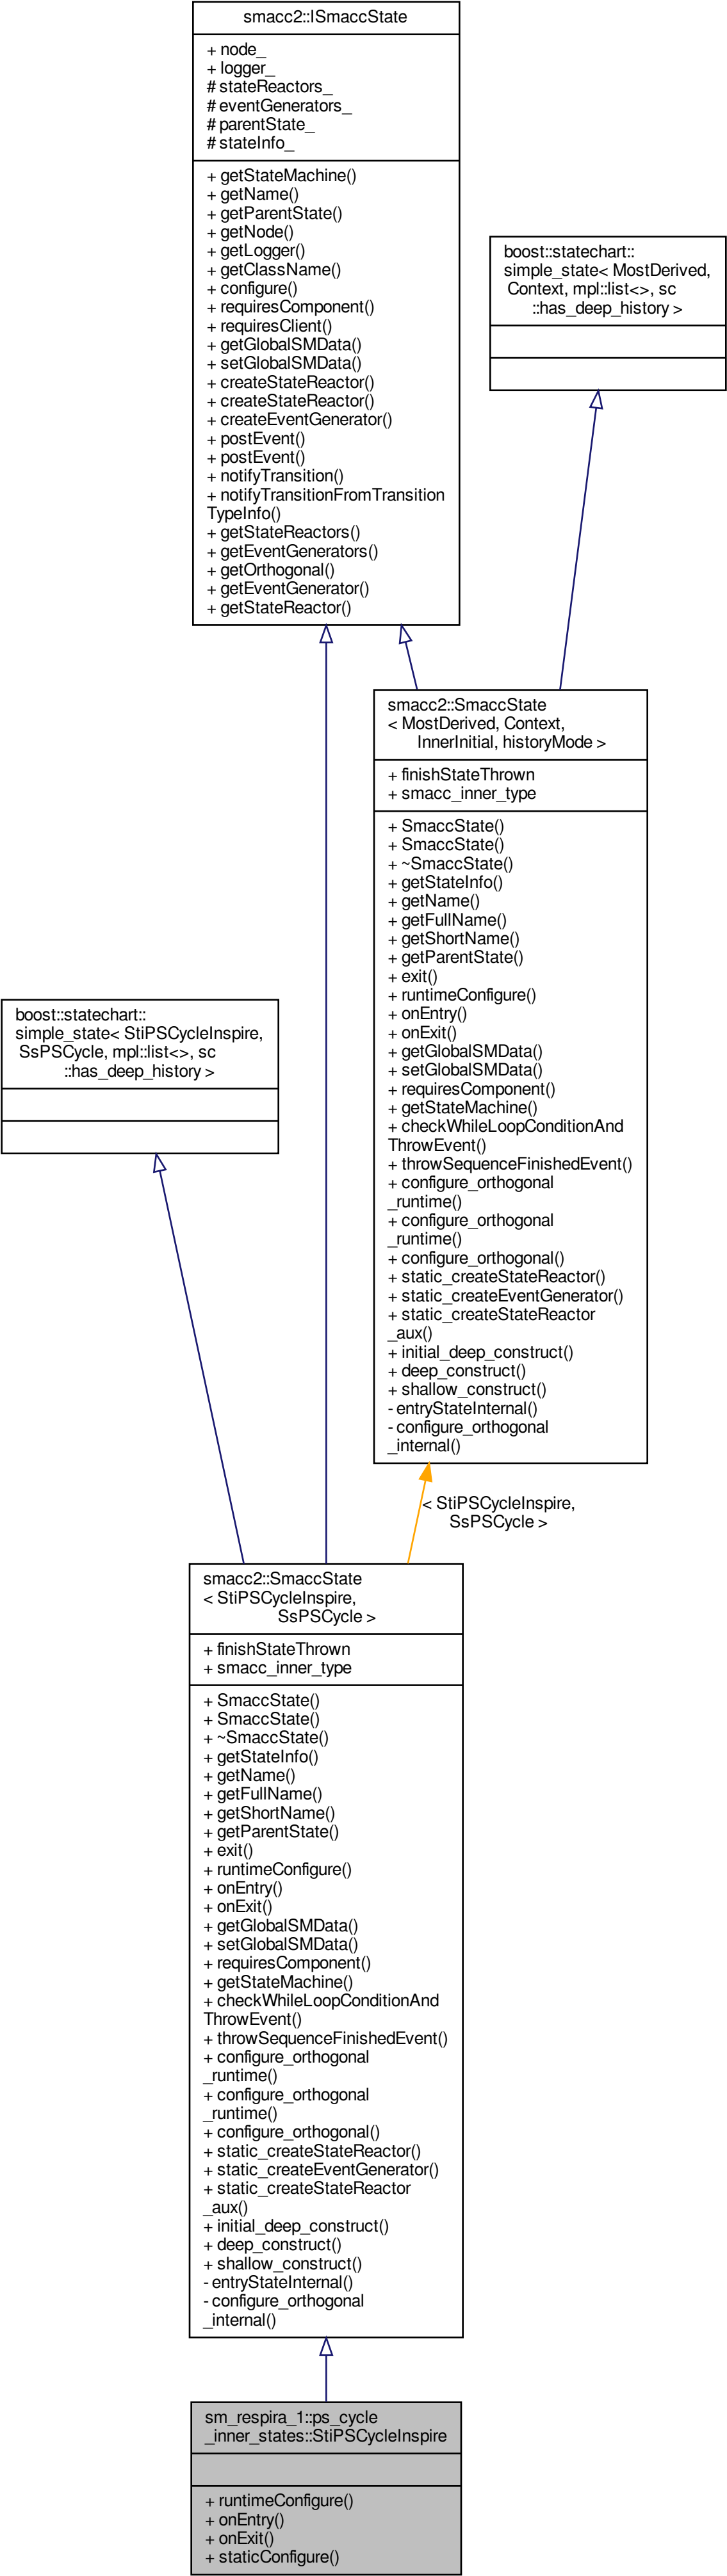 smacc2::ISmaccState
+ node_
+ logger_
# stateReactors_
# eventGenerators_
# parentState_
# stateInfo_
+ getStateMachine()
+ getName()
+ getParentState()
+ getNode()
+ getLogger()
+ getClassName()
+ configure()
+ requiresComponent()
+ requiresClient()
+ getGlobalSMData()
+ setGlobalSMData()
+ createStateReactor()
+ createStateReactor()
+ createEventGenerator()
+ postEvent()
+ postEvent()
+ notifyTransition()
+ notifyTransitionFromTransition
TypeInfo()
+ getStateReactors()
+ getEventGenerators()
+ getOrthogonal()
+ getEventGenerator()
+ getStateReactor()
boost::statechart::
simple_state< MostDerived,
Context, mpl::list<>, sc
::has_deep_history >
smacc2::SmaccState
< MostDerived, Context,
InnerInitial, historyMode >
+ finishStateThrown
+ smacc_inner_type
+ SmaccState()
+ SmaccState()
+ ~SmaccState()
+ getStateInfo()
+ getName()
+ getFullName()
+ getShortName()
+ getParentState()
+ exit()
+ runtimeConfigure()
+ onEntry()
+ onExit()
+ getGlobalSMData()
+ setGlobalSMData()
+ requiresComponent()
+ getStateMachine()
+ checkWhileLoopConditionAnd
ThrowEvent()
+ throwSequenceFinishedEvent()
+ configure_orthogonal
_runtime()
+ configure_orthogonal
_runtime()
+ configure_orthogonal()
+ static_createStateReactor()
+ static_createEventGenerator()
+ static_createStateReactor
_aux()
+ initial_deep_construct()
+ deep_construct()
+ shallow_construct()
- entryStateInternal()
- configure_orthogonal
_internal()
boost::statechart::
simple_state< StiPSCycleInspire,
SsPSCycle, mpl::list<>, sc
::has_deep_history >
< StiPSCycleInspire,
SsPSCycle >
smacc2::SmaccState
< StiPSCycleInspire,
SsPSCycle >
+ finishStateThrown
+ smacc_inner_type
+ SmaccState()
+ SmaccState()
+ ~SmaccState()
+ getStateInfo()
+ getName()
+ getFullName()
+ getShortName()
+ getParentState()
+ exit()
+ runtimeConfigure()
+ onEntry()
+ onExit()
+ getGlobalSMData()
+ setGlobalSMData()
+ requiresComponent()
+ getStateMachine()
+ checkWhileLoopConditionAnd
ThrowEvent()
+ throwSequenceFinishedEvent()
+ configure_orthogonal
_runtime()
+ configure_orthogonal
_runtime()
+ configure_orthogonal()
+ static_createStateReactor()
+ static_createEventGenerator()
+ static_createStateReactor
_aux()
+ initial_deep_construct()
+ deep_construct()
+ shallow_construct()
- entryStateInternal()
- configure_orthogonal
_internal()
sm_respira_1::ps_cycle
_inner_states::StiPSCycleInspire
+ runtimeConfigure()
+ onEntry()
+ onExit()
+ staticConfigure()